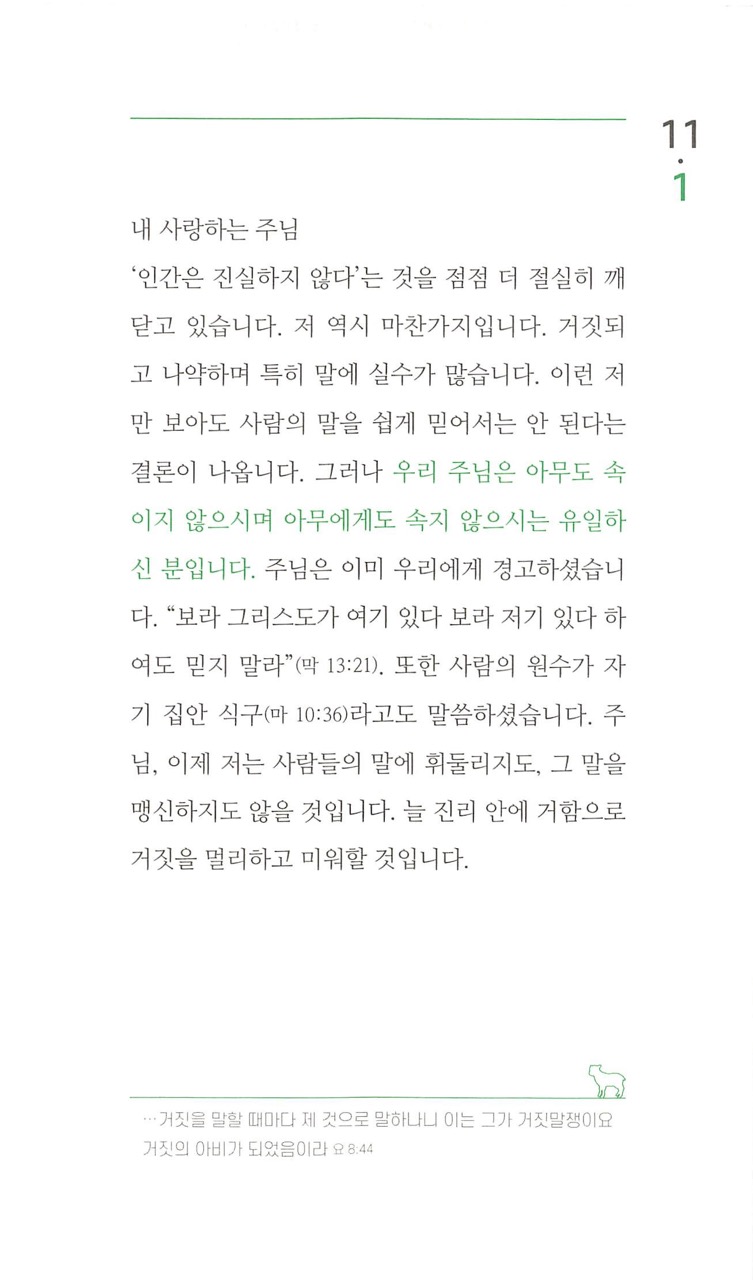 11
·
1
내 사랑하는 주님
‘인간은 진실하지 않다’는 것을 점점 더 절실히 깨
닫고 있습니다. 저 역시 마찬가지입니다. 거짓되
고 나약하며 특히 말에 실수가 많습니다. 이런 저
만 보아도 사람의 말을 쉽게 믿어서는 안 된다는
결론이 나옵니다. 그러나 우리 주님은 아무도 속
이지 않으시며 아무에게도 속지 않으시는 유일하
신 분입니다. 주님은 이미 우리에게 경고하셨습니
다. “보라 그리스도가 여기 있다 보라 저기 있다 하
여도 믿지 말라”(막 13:21). 또한 사람의 원수가 자
기 집안 식구(마 10:36)라고도 말씀하셨습니다. 주
님, 이제 저는 사람들의 말에 휘둘리지도, 그 말을
맹신하지도 않을 것입니다. 늘 진리 안에 거함으로
거짓을 멀리하고 미워할 것입니다.
…거짓을 말할 때마다 제 것으로 말하나니 이는 그가 거짓말쟁이요
거짓의 아비가 되었음이라 요 8:44